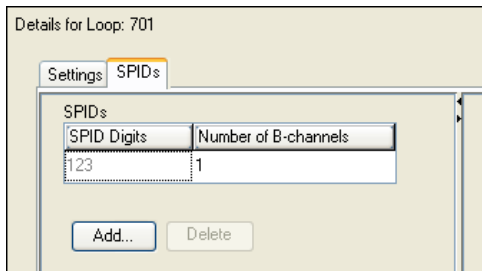 Details for Loop: 701
Settings SPIDs
SPIDs
SPID Digits Number of B-channels
123 1
Add... Delete